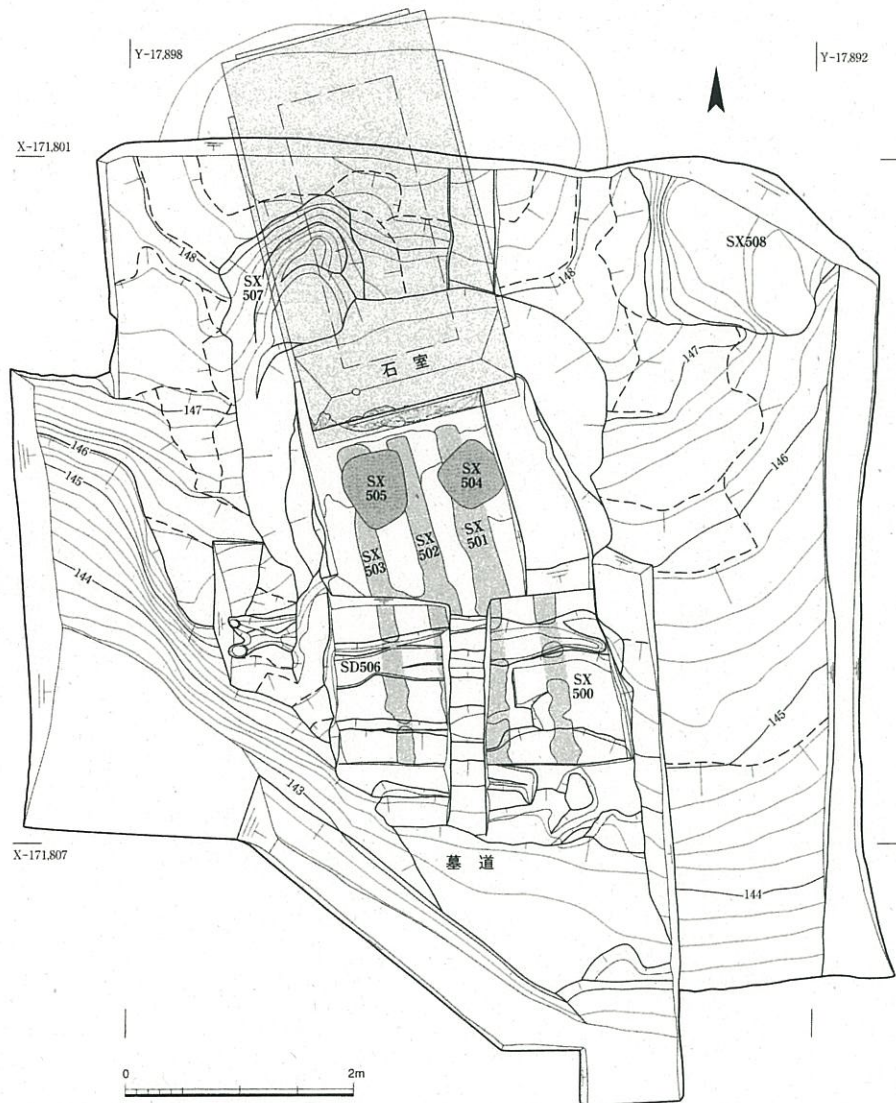 Y-17,898
Y-17,892
X-171,801
SX508
148
148
SX
507
147
石室
147
146
146
145
SX
505
SX
504
144
SX
503
SX
502
SX
501
SD506
SX
500
145
143
X-171,807
墓道
144
0
2m